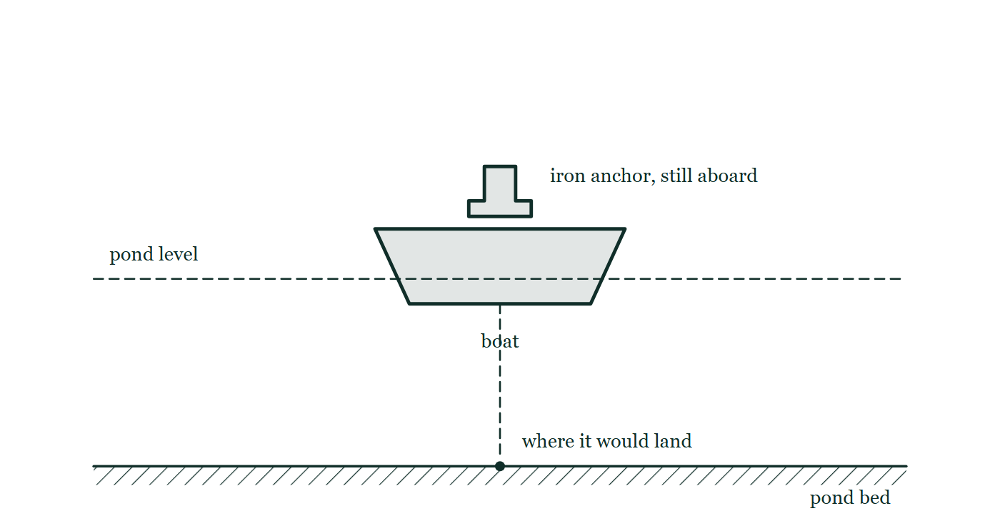 iron anchor, still aboard
pond level
boat
where it would land
pond bed